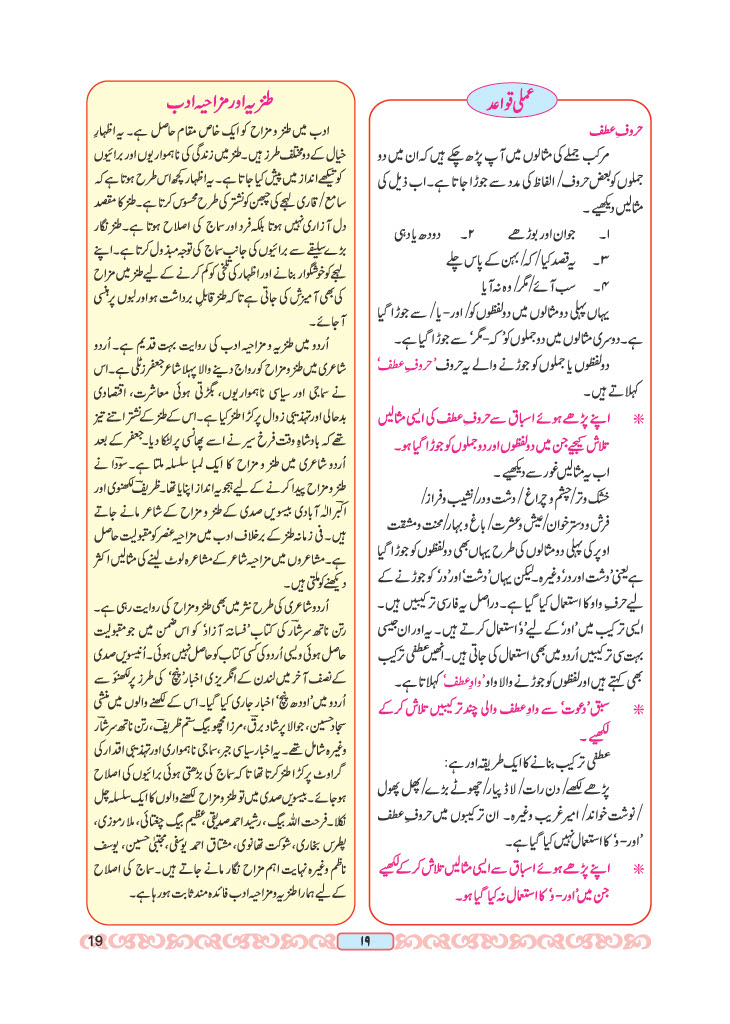 عملی قواعد
حروفِ عطف
مرکب جملے کی مثالوں میں آپ پڑھ چکے ہیں کہ ان میں دو
جملوں کو بعض حروف/ الفاظ کی مدد سے جوڑا جاتا ہے۔ اب ذیل کی
مثالیں دیکھیے۔
۱۔ جوان اور بوڑھے ۲۔ دودھ یا دہی
۳۔ یہ قصد کیا/ کہ/ بہن کے پاس چلے
۴۔ سب آئے/ مگر/ وہ نہ آیا
یہاں پہلی دو مثالوں میں دو لفظوں کو/ اور- یا/ سے جوڑا گیا
ہے۔ دوسری مثالوں میں دو جملوں کو 'کہ- مگر' سے جوڑا گیا ہے۔
دو لفظوں یا جملوں کو جوڑنے والے یہ حروف 'حروفِ عطف'
کہلاتے ہیں۔
* اپنے پڑھے ہوئے اسباق سے حروفِ عطف کی ایسی مثالیں
تلاش کیجیے جن میں دو لفظوں اور دو جملوں کو جوڑا گیا ہو۔
اب یہ مثالیں غور سے دیکھیے۔
خشک و تر/ چشم و چراغ/ دشت و در/ نشیب و فراز/
فرش و دسترخوان/ عیش و عشرت/ باغ و بہار/ محنت و مشقت
اوپر کی پہلی دو مثالوں کی طرح یہاں بھی دو لفظوں کو جوڑا گیا
ہے یعنی 'دشت اور در' وغیرہ۔ لیکن یہاں 'دشت' اور 'در' کو جوڑنے کے
لیے حرفِ واو کا استعمال کیا گیا ہے۔ دراصل یہ فارسی ترکیبیں ہیں۔
ایسی ترکیب میں 'اور' کے لیے 'و' استعمال کرتے ہیں۔ یہ اور ان جیسی
بہت سی ترکیبیں اُردو میں بھی استعمال کی جاتی ہیں۔ انھیں عطفی ترکیب
بھی کہتے ہیں اور لفظوں کو جوڑنے والا واو 'واوِ عطف' کہلاتا ہے۔
* سبق 'دعوت' سے واوِ عطف والی چند ترکیبیں تلاش کرکے
لکھیے۔
عطفی ترکیب بنانے کا ایک طریقہ اور ہے:
پڑھے لکھے/ دن رات/ لاڈ پیار/ چھوٹے بڑے/ پھل پھول
/ نوشت خواند/ امیر غریب وغیرہ۔ ان ترکیبوں میں حروفِ عطف
'اور- و' کا استعمال نہیں کیا گیا ہے۔
* اپنے پڑھے ہوئے اسباق سے ایسی مثالیں تلاش کرکے لکھیے
جن میں 'اور- و' کا استعمال نہ کیا گیا ہو۔
طنزیہ اور مزاحیہ ادب
ادب میں طنز و مزاح کو ایک خاص مقام حاصل ہے۔ یہ اظہارِ
خیال کے دو مختلف طرز ہیں۔ طنز میں زندگی کی ناہمواریوں اور برائیوں
کو تیکھے انداز میں پیش کیا جاتا ہے۔ یہ اظہار کچھ اس طرح ہوتا ہے کہ
سامع/ قاری لہجے کی چبھن کو نشتر کی طرح محسوس کرتا ہے۔ طنز کا مقصد
دل آزاری نہیں ہوتا بلکہ فرد اور سماج کی اصلاح ہوتا ہے۔ طنز نگار
بڑے سلیقے سے برائیوں کی جانب سماج کی توجہ مبذول کرتا ہے۔ اپنے
لہجے کو خوشگوار بنانے اور اظہار کی تلخی کو کم کرنے کے لیے طنز میں مزاح
کی بھی آمیزش کی جاتی ہے تاکہ طنز قابلِ برداشت ہو اور لبوں پر ہنسی
آ جائے۔
اُردو میں طنزیہ و مزاحیہ ادب کی روایت بہت قدیم ہے۔ اُردو
شاعری میں طنز و مزاح کو رواج دینے والا پہلا شاعر جعفر زٹلی ہے۔ اس
نے سماجی اور سیاسی ناہمواریوں، بگڑتی ہوئی معاشرت، اقتصادی
بدحالی اور تہذیبی زوال پر کڑا طنز کیا ہے۔ اس کے طنز کے نشتر اتنے تیز
تھے کہ بادشاہِ وقت فرخ سیر نے اسے پھانسی پر لٹکا دیا۔ جعفر کے بعد
اُردو شاعری میں طنز و مزاح کا ایک لمبا سلسلہ ملتا ہے۔ سودؔا نے
طنز و مزاح پیدا کرنے کے لیے ہجویہ انداز اپنایا تھا۔ ظریفؔ لکھنوی اور
اکبرؔ الٰہ آبادی بیسویں صدی کے طنز و مزاح کے شاعر مانے جاتے
ہیں۔ فی زمانہ طنز کے برخلاف ادب میں مزاحیہ عنصر کو مقبولیت حاصل
ہے۔ مشاعروں میں مزاحیہ شاعر کے مشاعرہ لوٹ لینے کی مثالیں اکثر
دیکھنے کو ملتی ہیں۔
اُردو شاعری کی طرح نثر میں بھی طنز و مزاح کی روایت رہی ہے۔
رتن ناتھ سرشارؔ کی کتاب 'فسانۂ آزاد' کو اس ضمن میں جو مقبولیت
حاصل ہوئی ویسی اُردو کی کسی کتاب کو حاصل نہیں ہوئی۔ اُنیسویں صدی
کے نصف آخر میں لندن کے انگریزی اخبار 'پنچ' کی طرز پر لکھنؤ سے
اُردو میں 'اودھ پنچ' اخبار جاری کیا گیا۔ اس کے لکھنے والوں میں منشی
سجاد حسین، جوالا پرشاد برقؔ، مرزا مچھو بیگ ستم ظریفؔ، رتن ناتھ سرشارؔ
وغیرہ شامل تھے۔ یہ اخبار سیاسی جبر، سماجی ناہمواری اور تہذیبی اقدار کی
گراوٹ پر کڑا طنز کرتا تھا تاکہ سماج کی بڑھتی ہوئی برائیوں کی اصلاح
ہو جائے۔ بیسویں صدی میں تو طنز و مزاح لکھنے والوں کا ایک سلسلہ چل
نکلا۔ فرحت اللہ بیگ، رشید احمد صدیقی، عظیم بیگ چغتائی، ملا رموزی،
پطرس بخاری، شوکت تھانوی، مشتاق احمد یوسفی، مجتبیٰ حسین، یوسف
ناظم وغیرہ نہایت اہم مزاح نگار مانے جاتے ہیں۔ سماج کی اصلاح
کے لیے ہمارا طنزیہ و مزاحیہ ادب فائدہ مند ثابت ہو رہا ہے۔
19
۱۹